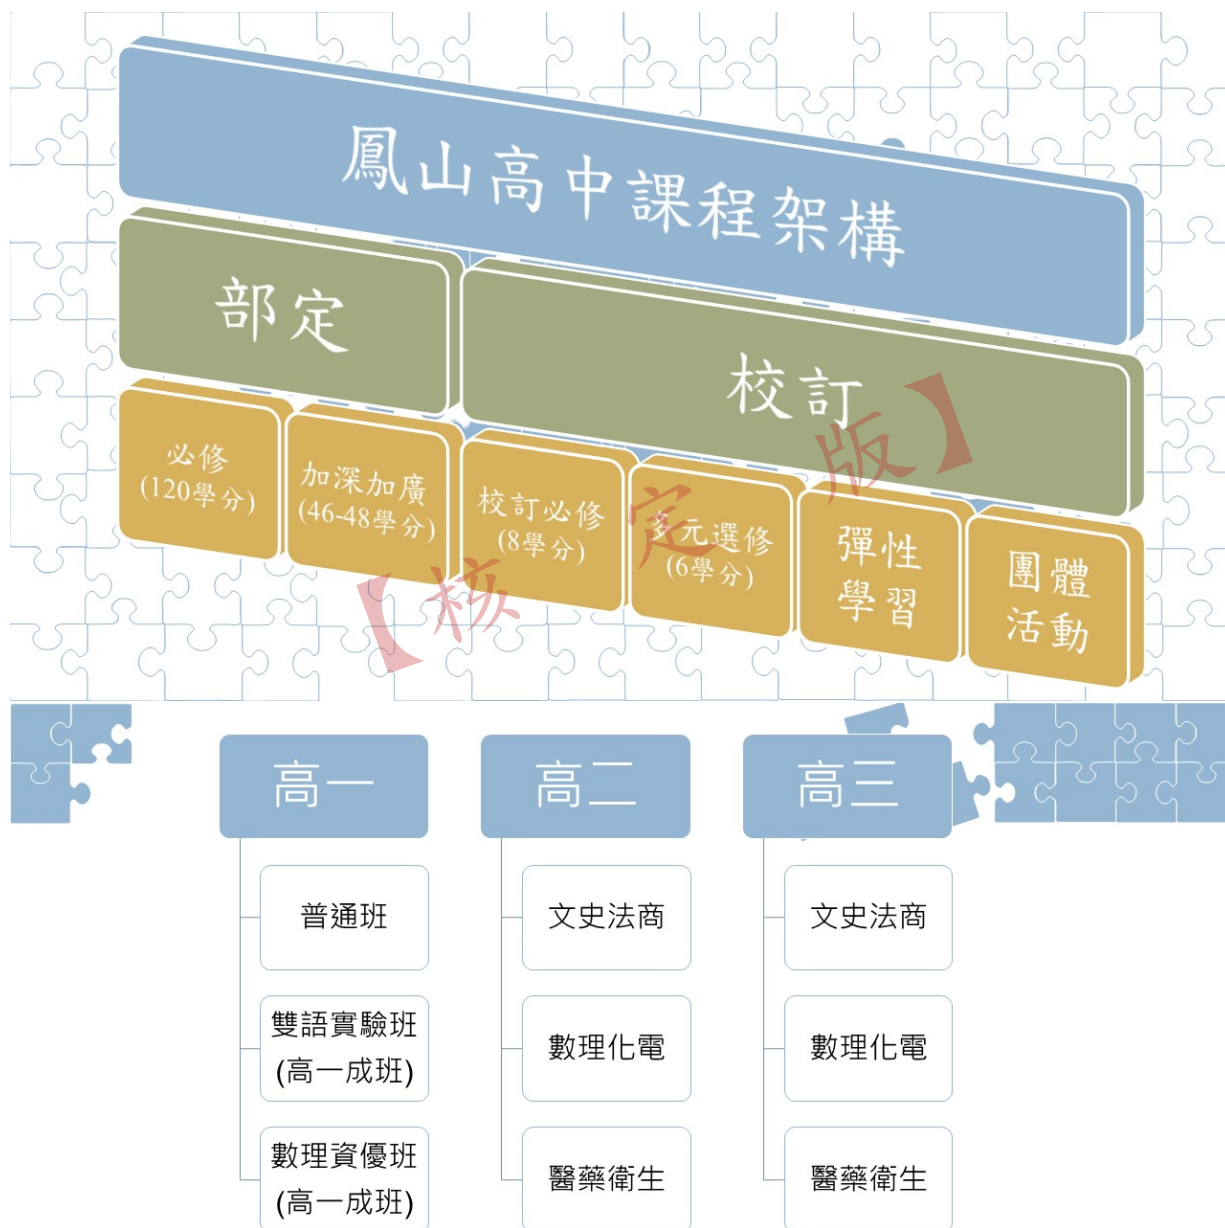 鳳山高中課程架構
部定
校訂
必修
(120學分)
加深加廣
(46-48學分)
校訂必修
(8學分)
多元選修
(6學分)
彈性
學習
團體
活動
【核定版】
高一
高二
高三
普通班
文史法商
文史法商
雙語實驗班
(高一成班)
數理化電
數理化電
數理資優班
(高一成班)
醫藥衛生
醫藥衛生